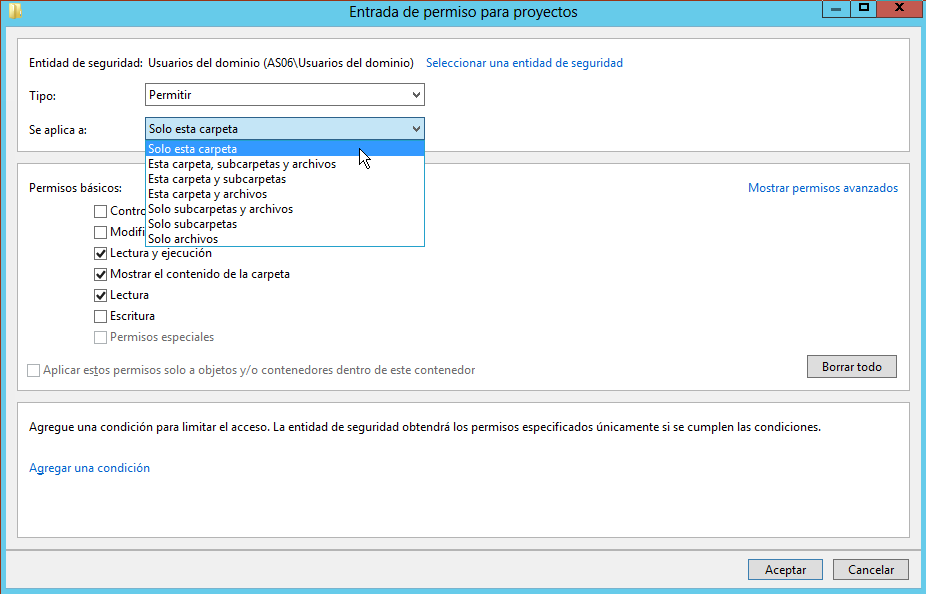 Entrada de permiso para proyectos
Entidad de seguridad: Usuarios del dominio (AS06\Usuarios del dominio) Seleccionar una entidad de seguridad
Tipo: Permitir
Se aplica a: Solo esta carpeta
Solo esta carpeta
Esta carpeta, subcarpetas y archivos
Esta carpeta y subcarpetas
Esta carpeta y archivos
Solo subcarpetas y archivos
Solo subcarpetas
Solo archivos
Permisos básicos: Mostrar permisos avanzados
Lectura y ejecución
Mostrar el contenido de la carpeta
Lectura
Escritura
Permisos especiales
Aplicar estos permisos solo a objetos y/o contenedores dentro de este contenedor
Borrar todo
Agregue una condición para limitar el acceso. La entidad de seguridad obtendrá los permisos especificados únicamente si se cumplen las condiciones.
Agregar una condición
Aceptar Cancelar